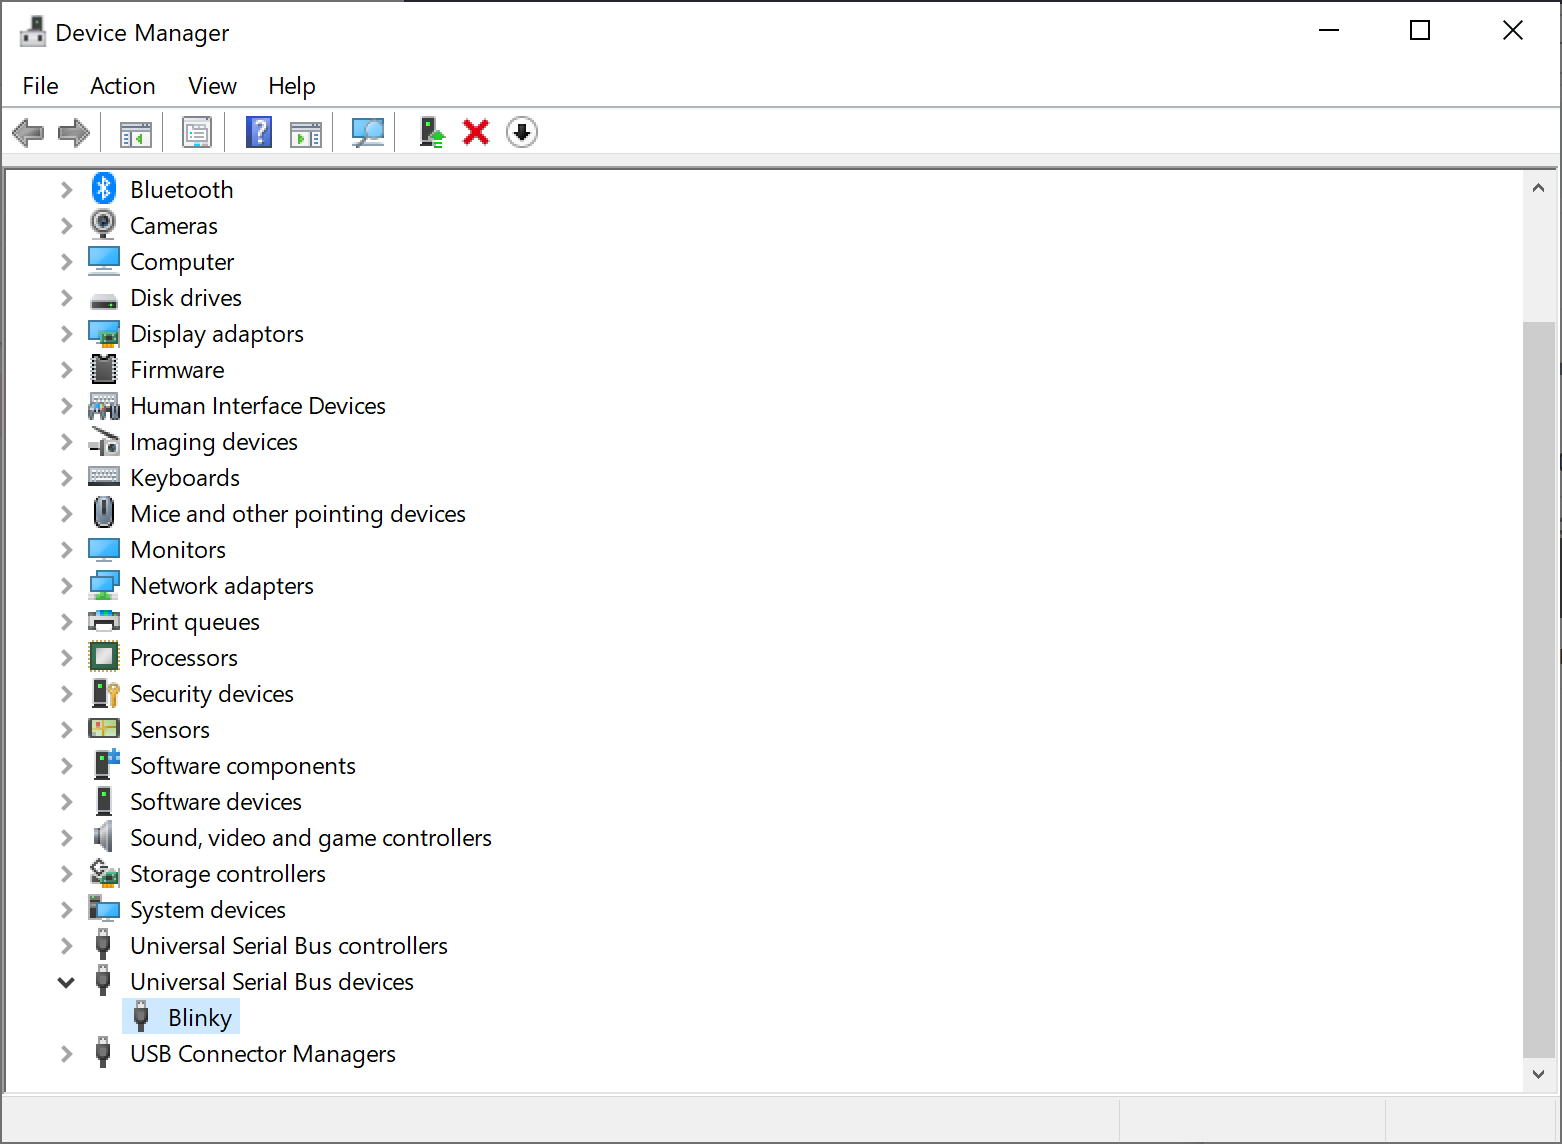 Device Manager
File Action View Help
Bluetooth
Cameras
Computer
Disk drives
Display adaptors
Firmware
Human Interface Devices
Imaging devices
Keyboards
Mice and other pointing devices
Monitors
Network adapters
Print queues
Processors
Security devices
Sensors
Software components
Software devices
Sound, video and game controllers
Storage controllers
System devices
Universal Serial Bus controllers
Universal Serial Bus devices
Blinky
USB Connector Managers